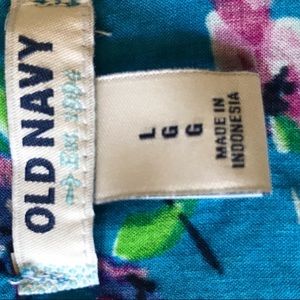 OLD NAVY
Est. 1994
L
G
G
MADE IN
INDONESIA